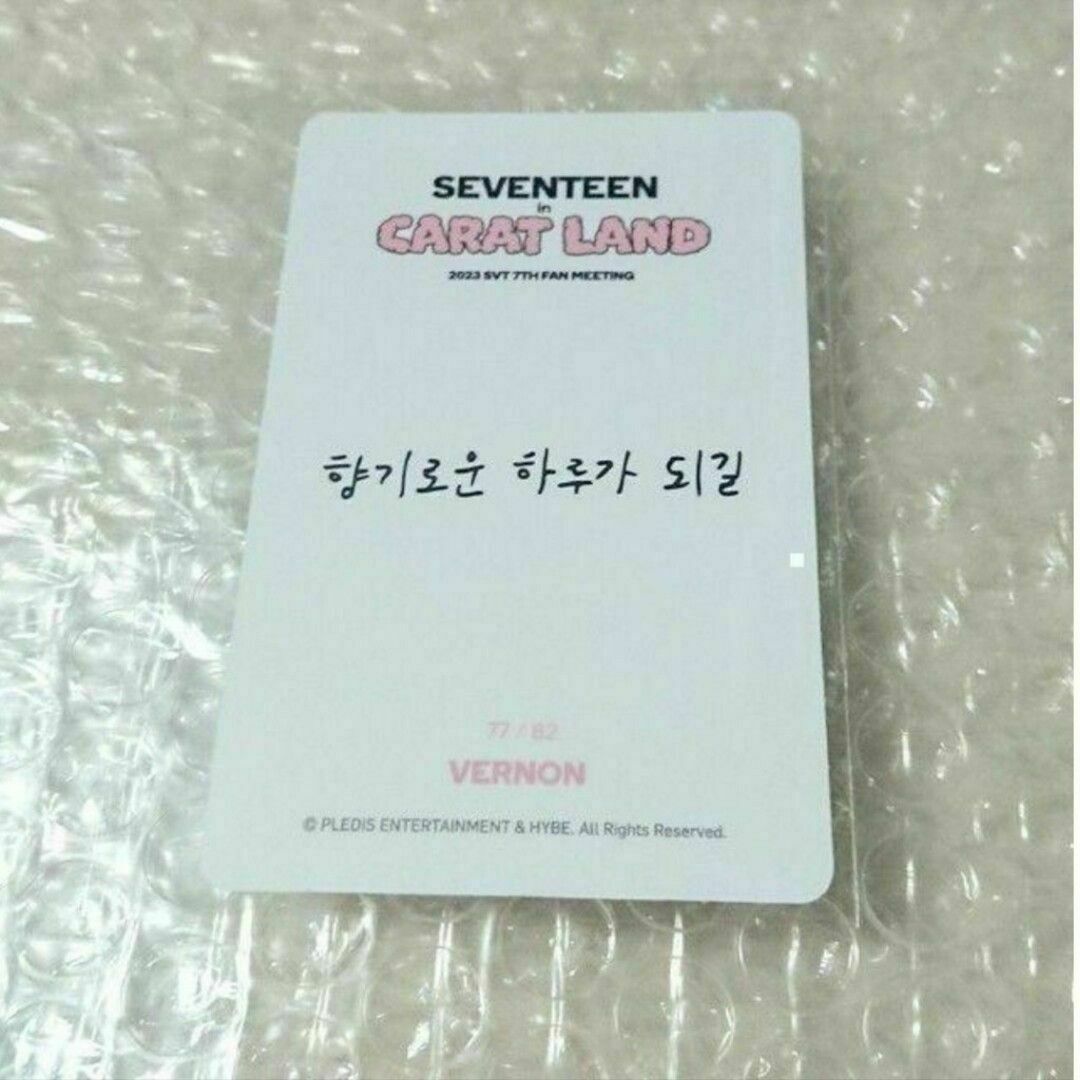 SEVENTEEN
in
CARAT LAND
2023 SVT 7TH FAN MEETING
향기로운 하루가 되길
77 / 82
VERNON
© PLEDIS ENTERTAINMENT & HYBE. All Rights Reserved.